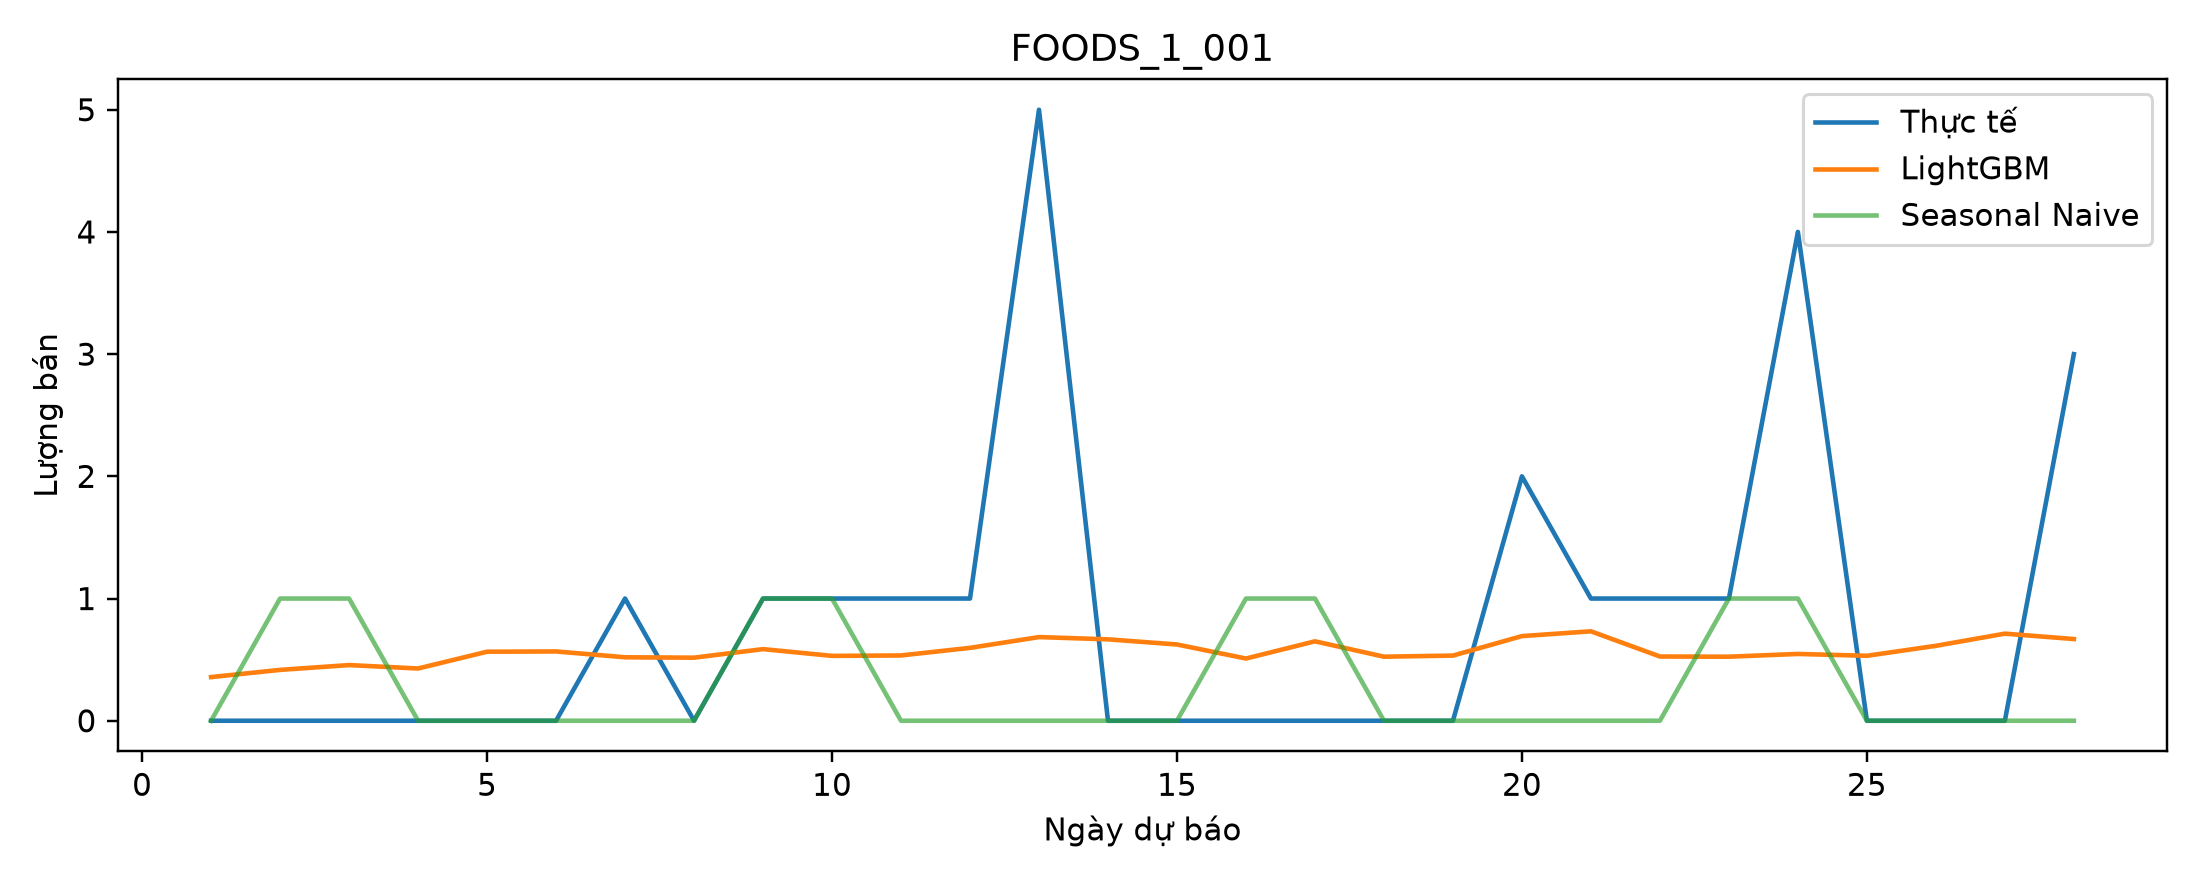 FOODS_1_001
Thực tế
LightGBM
Seasonal Naive
5
4
3
2
1
0
Lượng bán
0 5 10 15 20 25
Ngày dự báo